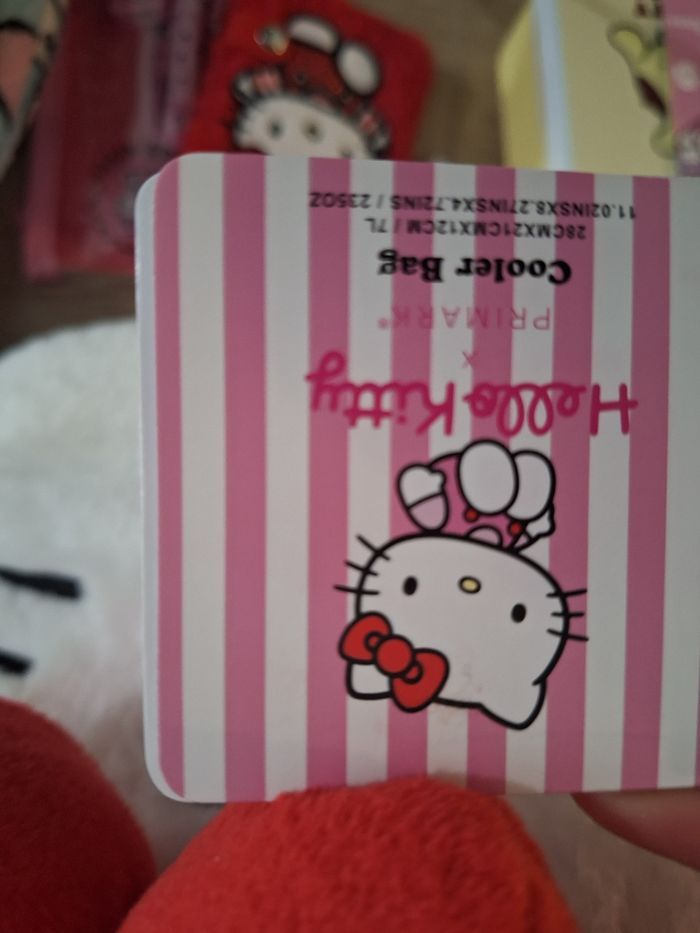 Hello Kitty
x
PRIMARK®
Cooler Bag
28CMX21CMX12CM / 7L
11.02INSX8.27INSX4.72INS / 235OZ